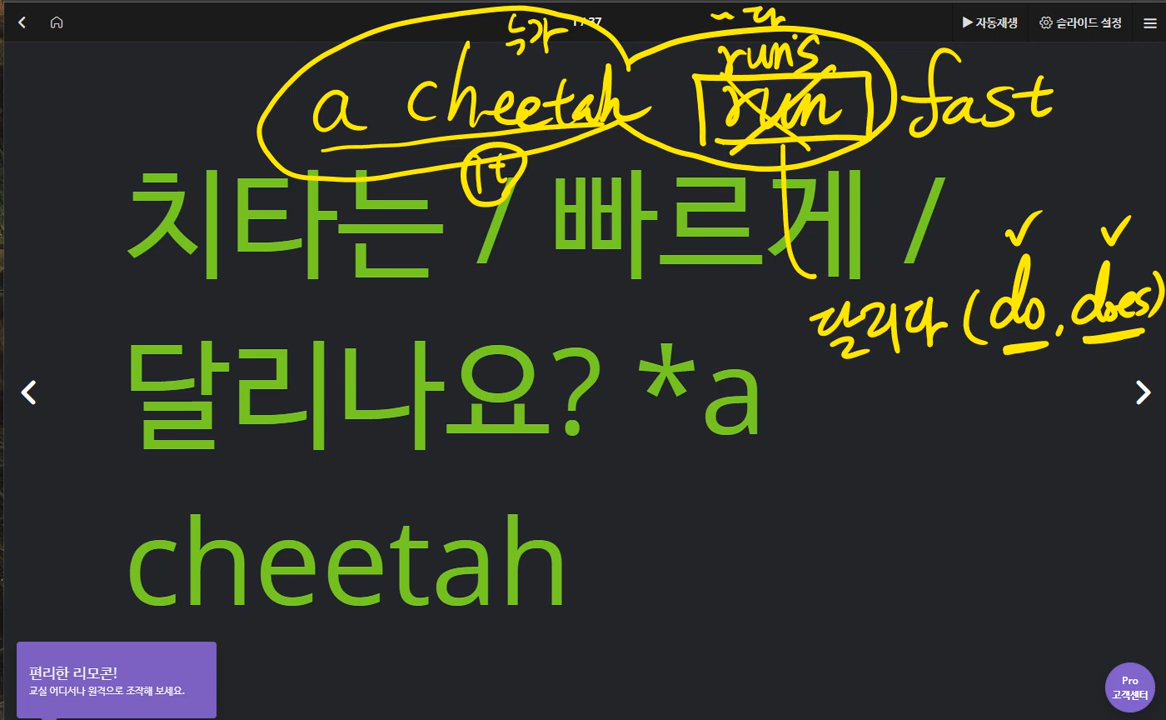 1 / 37
자동재생
슬라이드 설정
누가
~ 다
runs
a cheetah run fast
it
치타는 / 빠르게 /
달리다 (do, does)
달리나요? *a
cheetah
편리한 리모콘!
교실 어디서나 원격으로 조작해 보세요.
Pro
고객센터